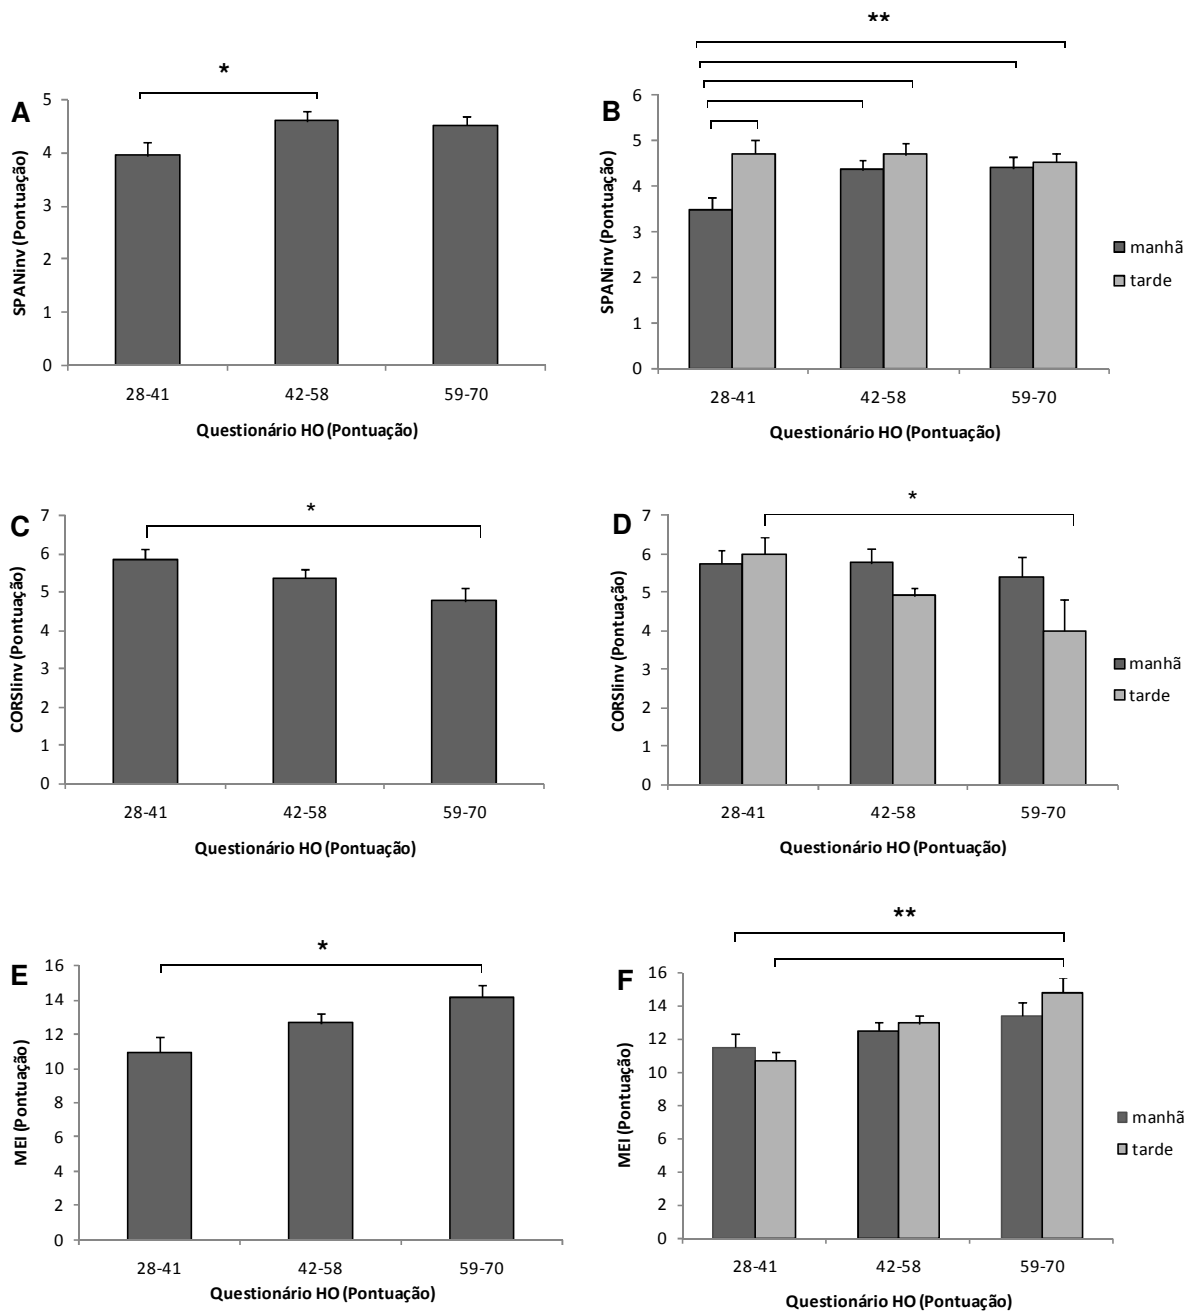 **
*
A
5
4
3
2
1
0
SPANinv (Pontuação)
28-41 42-58 59-70
Questionário HO (Pontuação)
B
6
5
4
3
2
1
0
SPANinv (Pontuação)
28-41 42-58 59-70
Questionário HO (Pontuação)
manhã
tarde
C
*
7
6
5
4
3
2
1
0
CORSIinv (Pontuação)
28-41 42-58 59-70
Questionário HO (Pontuação)
D
*
7
6
5
4
3
2
1
0
CORSIinv (Pontuação)
28-41 42-58 59-70
Questionário HO (Pontuação)
manhã
tarde
E
*
16
14
12
10
8
6
4
2
0
MEI (Pontuação)
28-41 42-58 59-70
Questionário HO (Pontuação)
F
**
16
14
12
10
8
6
4
2
0
MEI (Pontuação)
28-41 42-58 59-70
Questionário HO (Pontuação)
manhã
tarde